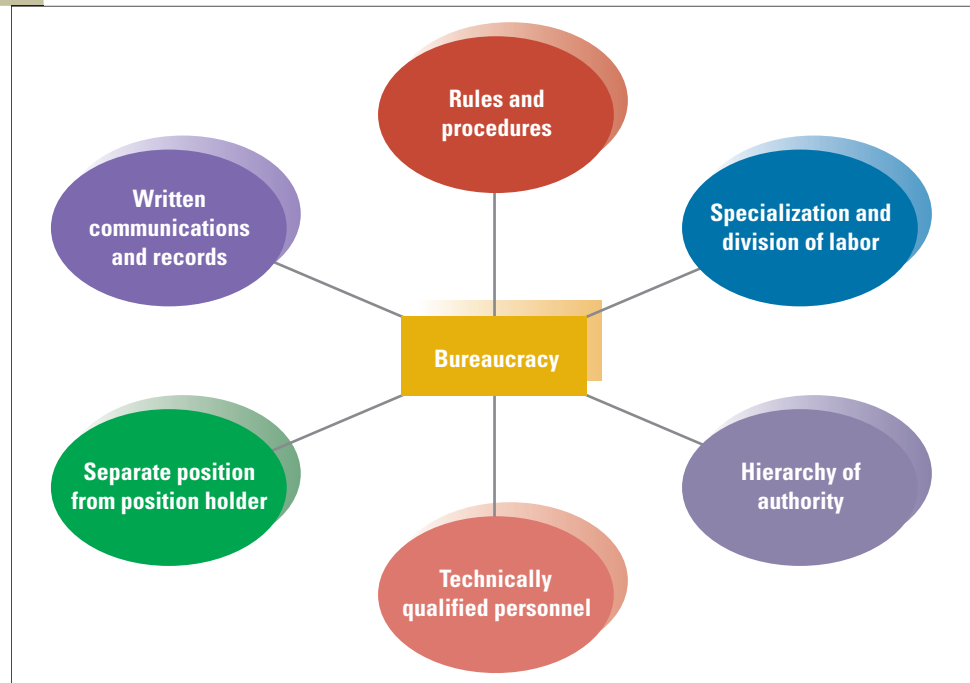 Rules and
procedures
Written
communications
and records
Specialization and
division of labor
Bureaucracy
Separate position
from position holder
Hierarchy of
authority
Technically
qualified personnel